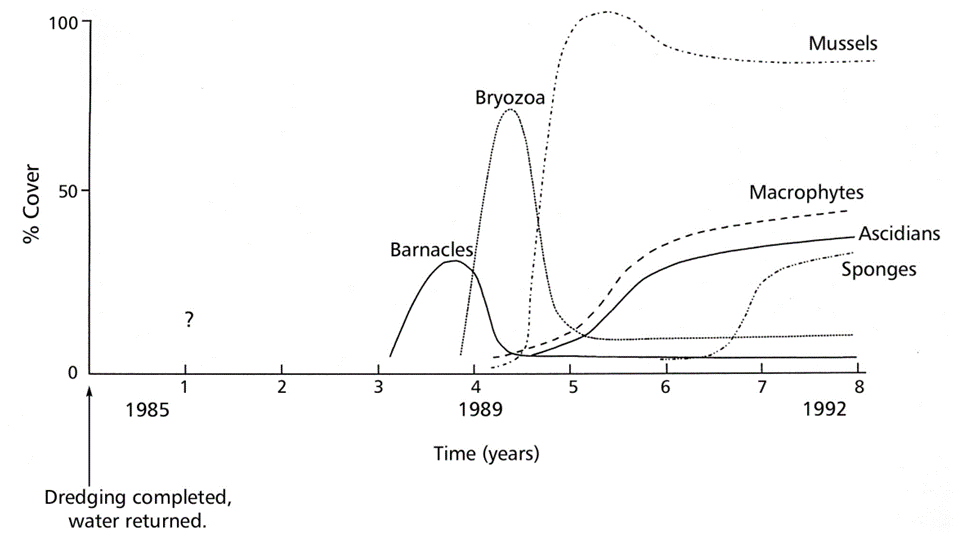 100
Mussels
Bryozoa
50
Macrophytes
% Cover
Barnacles
Ascidians
Sponges
?
0
1 2 3 4 5 6 7 8
1985 1989 1992
Time (years)
Dredging completed,
water returned.